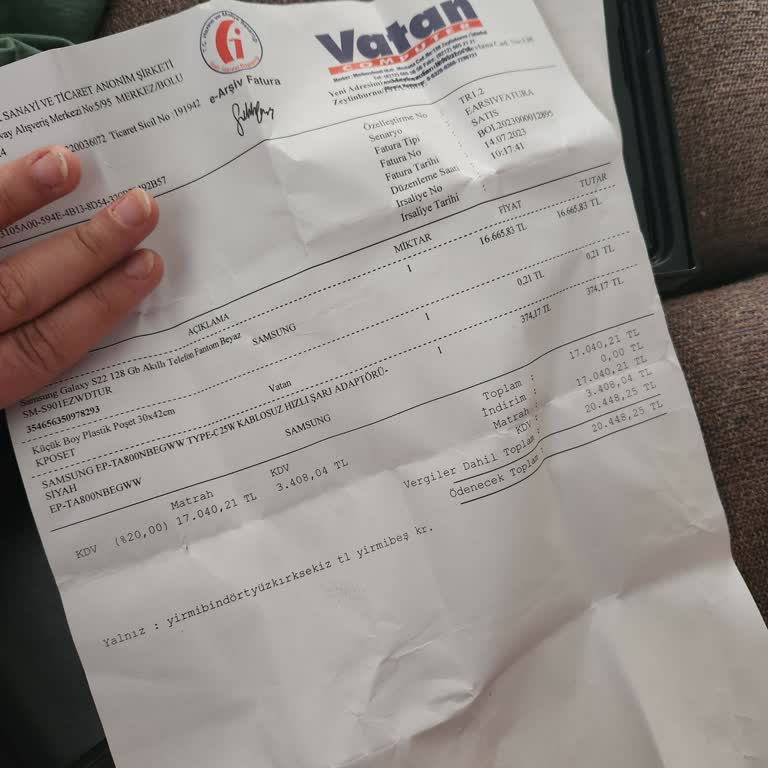 SANAYİ VE TİCARET ANONİM ŞİRKETİ
Alışveriş Merkezi No:5/95 MERKEZ/BOLU
Ticaret Sicil No 191942
e-Arşiv Fatura
Vatan
COMPUTER
Özelleştirme No : TR1.2
Senaryo : EARSIVFATURA
Fatura Tipi : SATIS
Fatura No : BOL2023000012895
Fatura Tarihi : 14.07.2023
Düzenleme Saati : 10:17:41
İrsaliye No :
İrsaliye Tarihi :
AÇIKLAMA MİKTAR FİYAT TUTAR
Samsung Galaxy S22 128 Gb Akıllı Telefon Fantom Beyaz SAMSUNG 1 16.665,83 TL 16.665,83 TL
SM-S901EZWDTUR
354656350978293
Küçük Boy Plastik Poşet 30x42cm Vatan 1 0,21 TL 0,21 TL
KPOSET
SAMSUNG EP-TA800NBEGWW TYPE-C 25W KABLOSUZ HIZLI ŞARJ ADAPTÖRÜ- SAMSUNG 1 374,17 TL 374,17 TL
SİYAH
EP-TA800NBEGWW
Toplam : 17.040,21 TL
İndirim : 0,00 TL
Matrah : 17.040,21 TL
KDV : 3.408,04 TL
Vergiler Dahil Toplam : 20.448,25 TL
Ödenecek Toplam : 20.448,25 TL
Matrah KDV
KDV (%20,00) 17.040,21 TL 3.408,04 TL
Yalnız : yirmibindörtyüzkırksekiz tl yirmibeş kr.